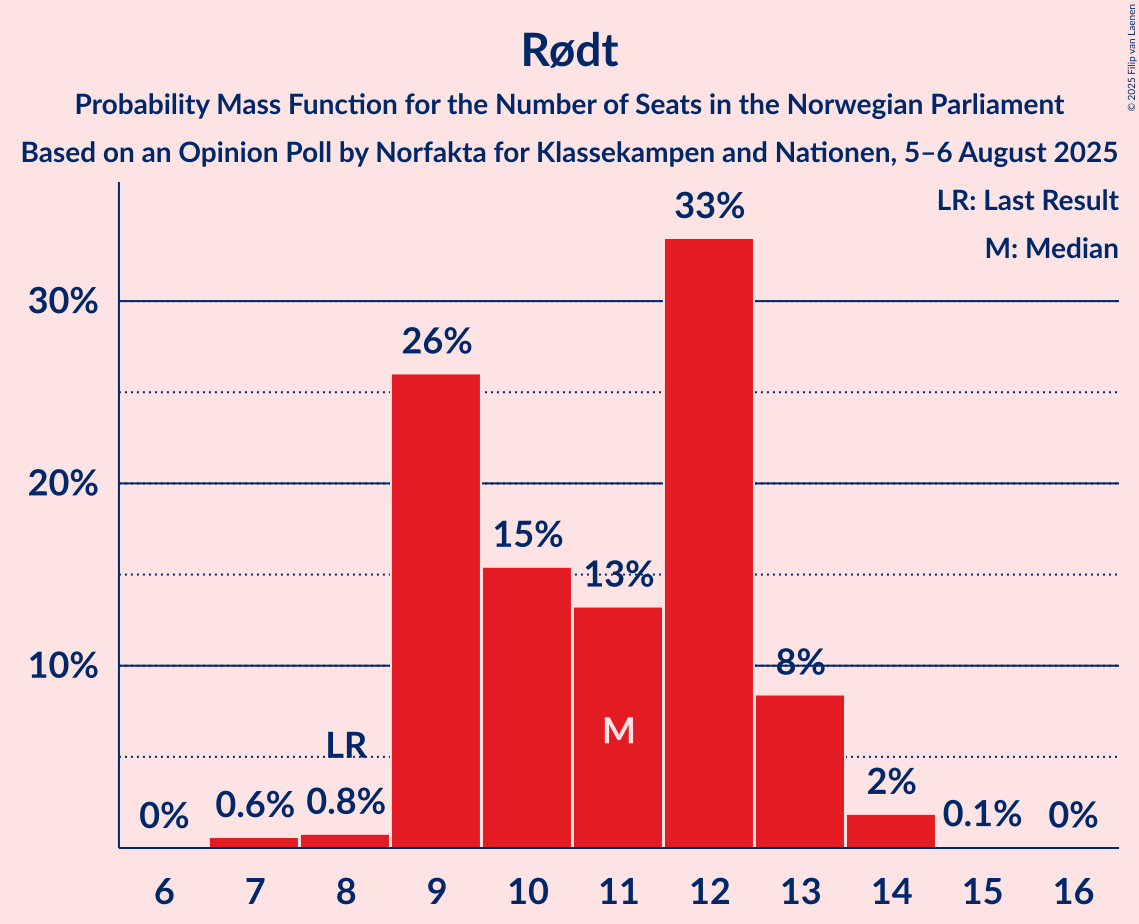 © 2025 Filip van Laenen
Rødt
Probability Mass Function for the Number of Seats in the Norwegian Parliament
Based on an Opinion Poll by Norfakta for Klassekampen and Nationen, 5–6 August 2025
LR: Last Result
M: Median
30%
20%
10%
0%
0.6%
0.8%
LR
26%
15%
13%
M
33%
8%
2%
0.1%
0%
6 7 8 9 10 11 12 13 14 15 16